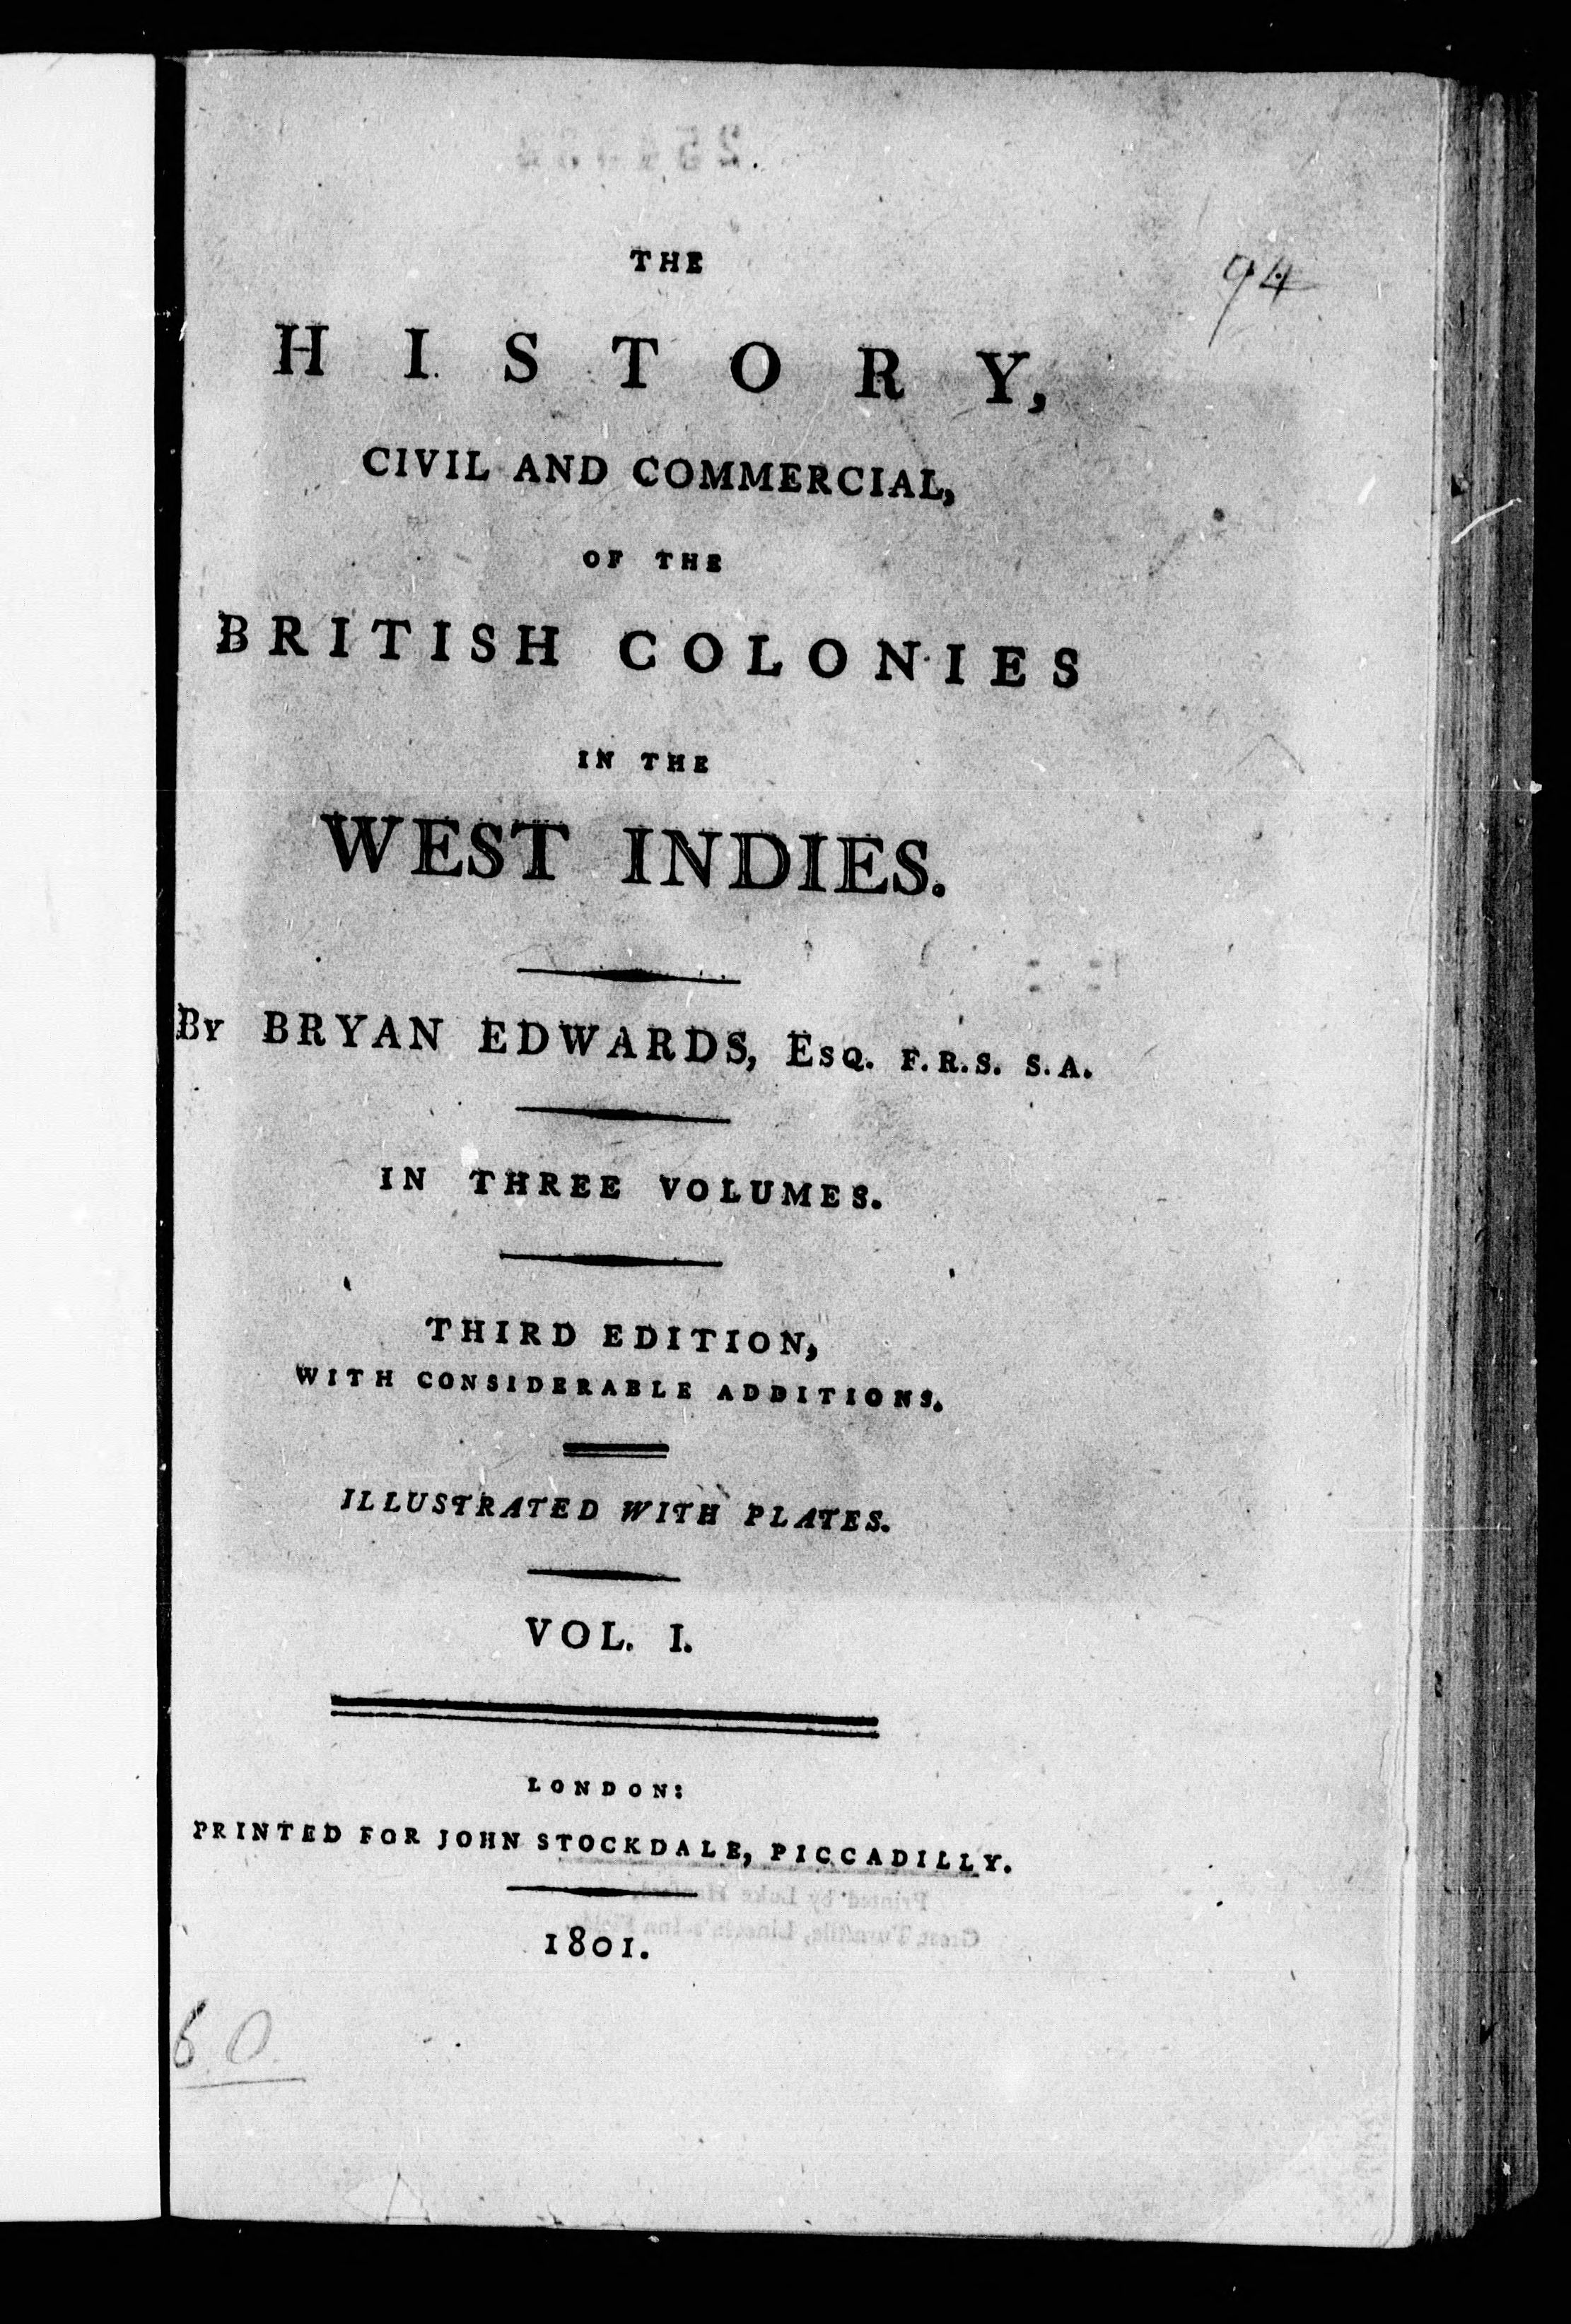 94
THE
HISTORY,
CIVIL AND COMMERCIAL,
OF THE
BRITISH COLONIES
IN THE
WEST INDIES.
By BRYAN EDWARDS, Esq. F.R.S. S.A.
IN THREE VOLUMES.
THIRD EDITION,
WITH CONSIDERABLE ADDITIONS.
ILLUSTRATED WITH PLATES.
VOL. I.
LONDON:
PRINTED FOR JOHN STOCKDALE, PICCADILLY.
1801.